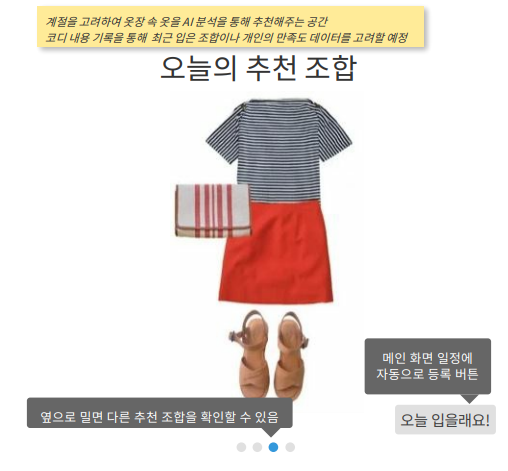 계절을 고려하여 옷장 속 옷을 AI 분석을 통해 추천해주는 공간
코디 내용 기록을 통해 최근 입은 조합이나 개인의 만족도 데이터를 고려할 예정
오늘의 추천 조합
메인 화면 일정에
자동으로 등록 버튼
옆으로 밀면 다른 추천 조합을 확인할 수 있음
오늘 입을래요!